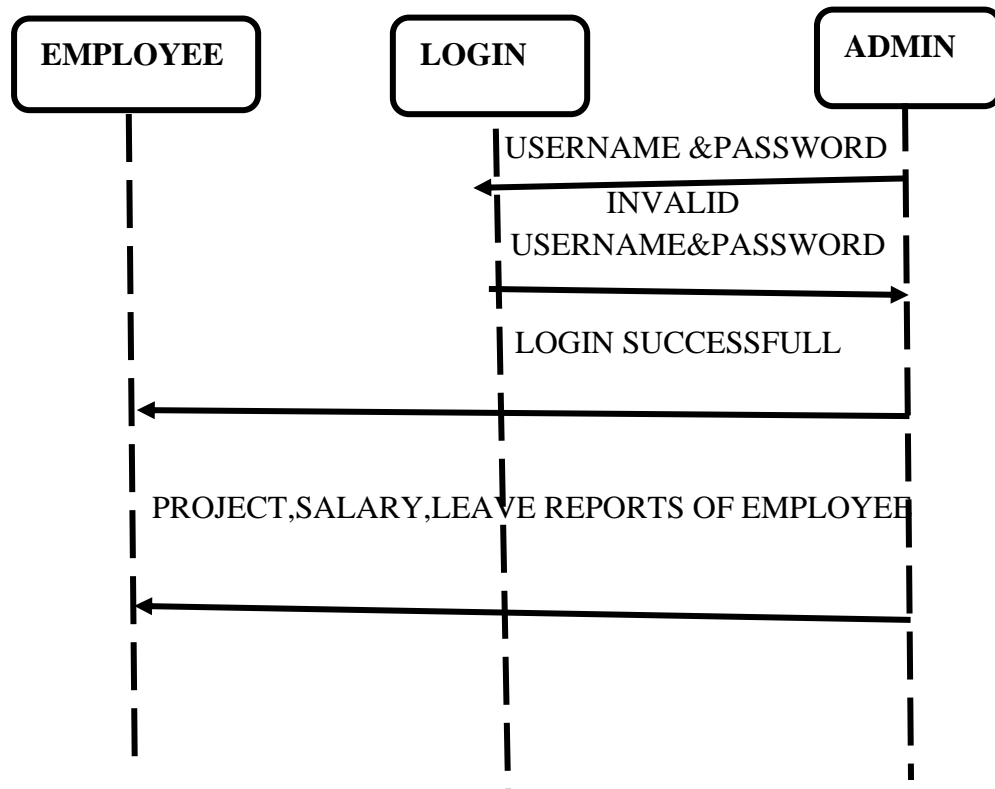 EMPLOYEE
LOGIN
ADMIN
USERNAME &PASSWORD
INVALID
USERNAME&PASSWORD
LOGIN SUCCESSFULL
PROJECT,SALARY,LEAVE REPORTS OF EMPLOYEE